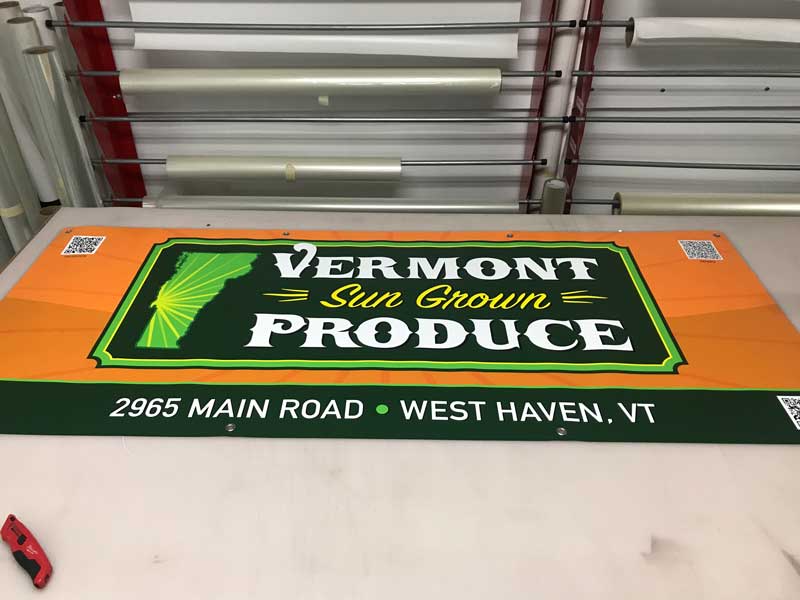 VERMONT
Sun Grown
PRODUCE
2965 MAIN ROAD • WEST HAVEN, VT